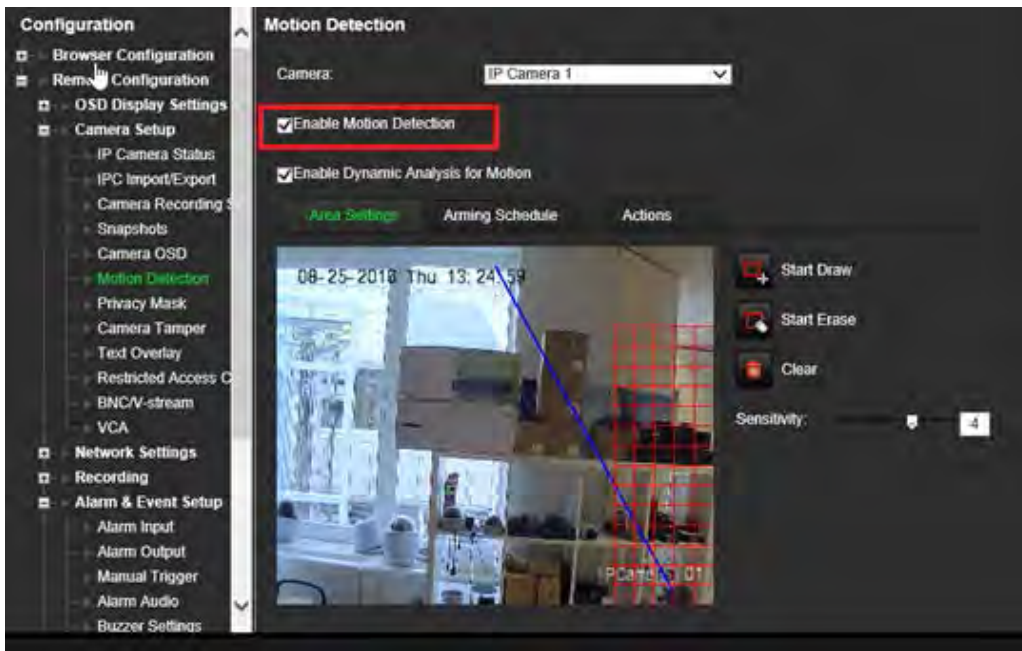 Configuration
Browser Configuration
Configuration
OSD Display Settings
Camera Setup
IP Camera Status
IPC Import/Export
Camera Recording
Snapshots
Camera OSD
Motion Detection
Privacy Mask
Camera Tamper
Text Overlay
Restricted Access C
BNC/V-stream
VCA
Network Settings
Recording
Alarm & Event Setup
Alarm Input
Alarm Output
Manual Trigger
Alarm Audio
Buzzer Settings
Motion Detection
Camera: IP Camera 1
Enable Motion Detection
Enable Dynamic Analysis for Motion
Area Settings Arming Schedule Actions
08-25-2016 Thu 13:24:59
IPCamera 01
Start Draw
Start Erase
Clear
Sensitivity: 4